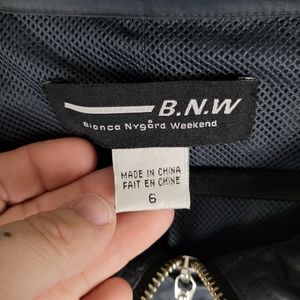 B.N.W
Bianca Nygård Weekend
MADE IN CHINA
FAIT EN CHINE
6